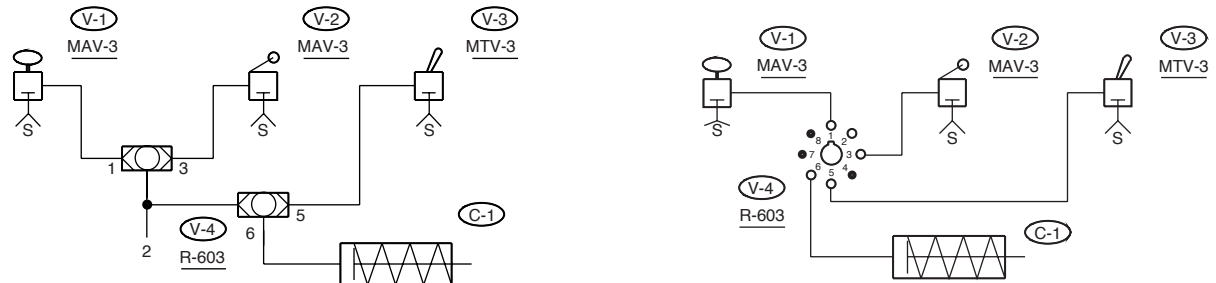 V-1 V-2 V-3
MAV-3 MAV-3 MTV-3
S S S
1 3
5
V-4 6 C-1
2 R-603
V-1 V-2 V-3
MAV-3 MAV-3 MTV-3
S S S
1
8 2
7 3
6 4
5
V-4
R-603
C-1